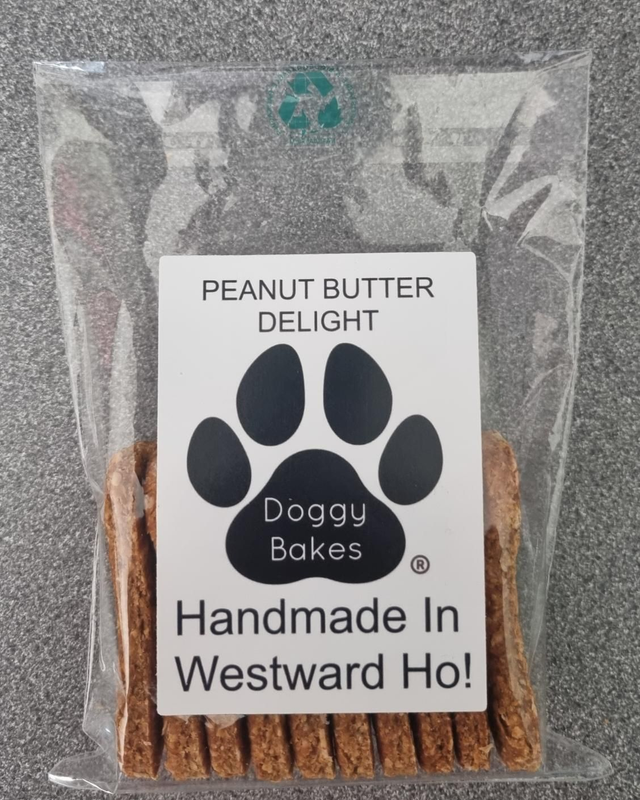 PEANUT BUTTER
DELIGHT
Doggy
Bakes
®
Handmade In
Westward Ho!